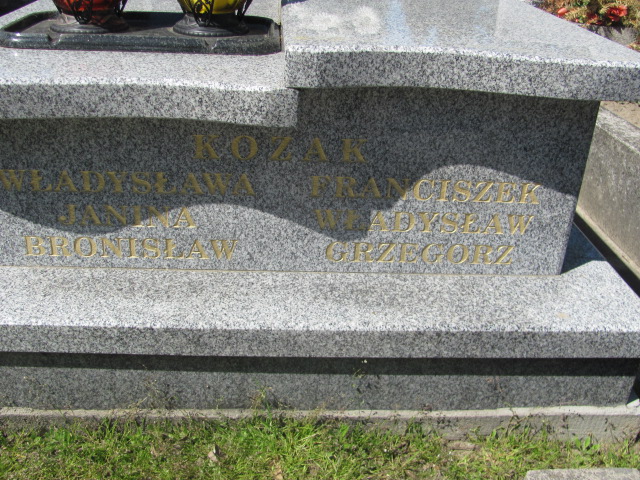 KOZAK
WŁADYSŁAWA FRANCISZEK
JANINA WŁADYSŁAW
BRONISŁAW GRZEGORZ